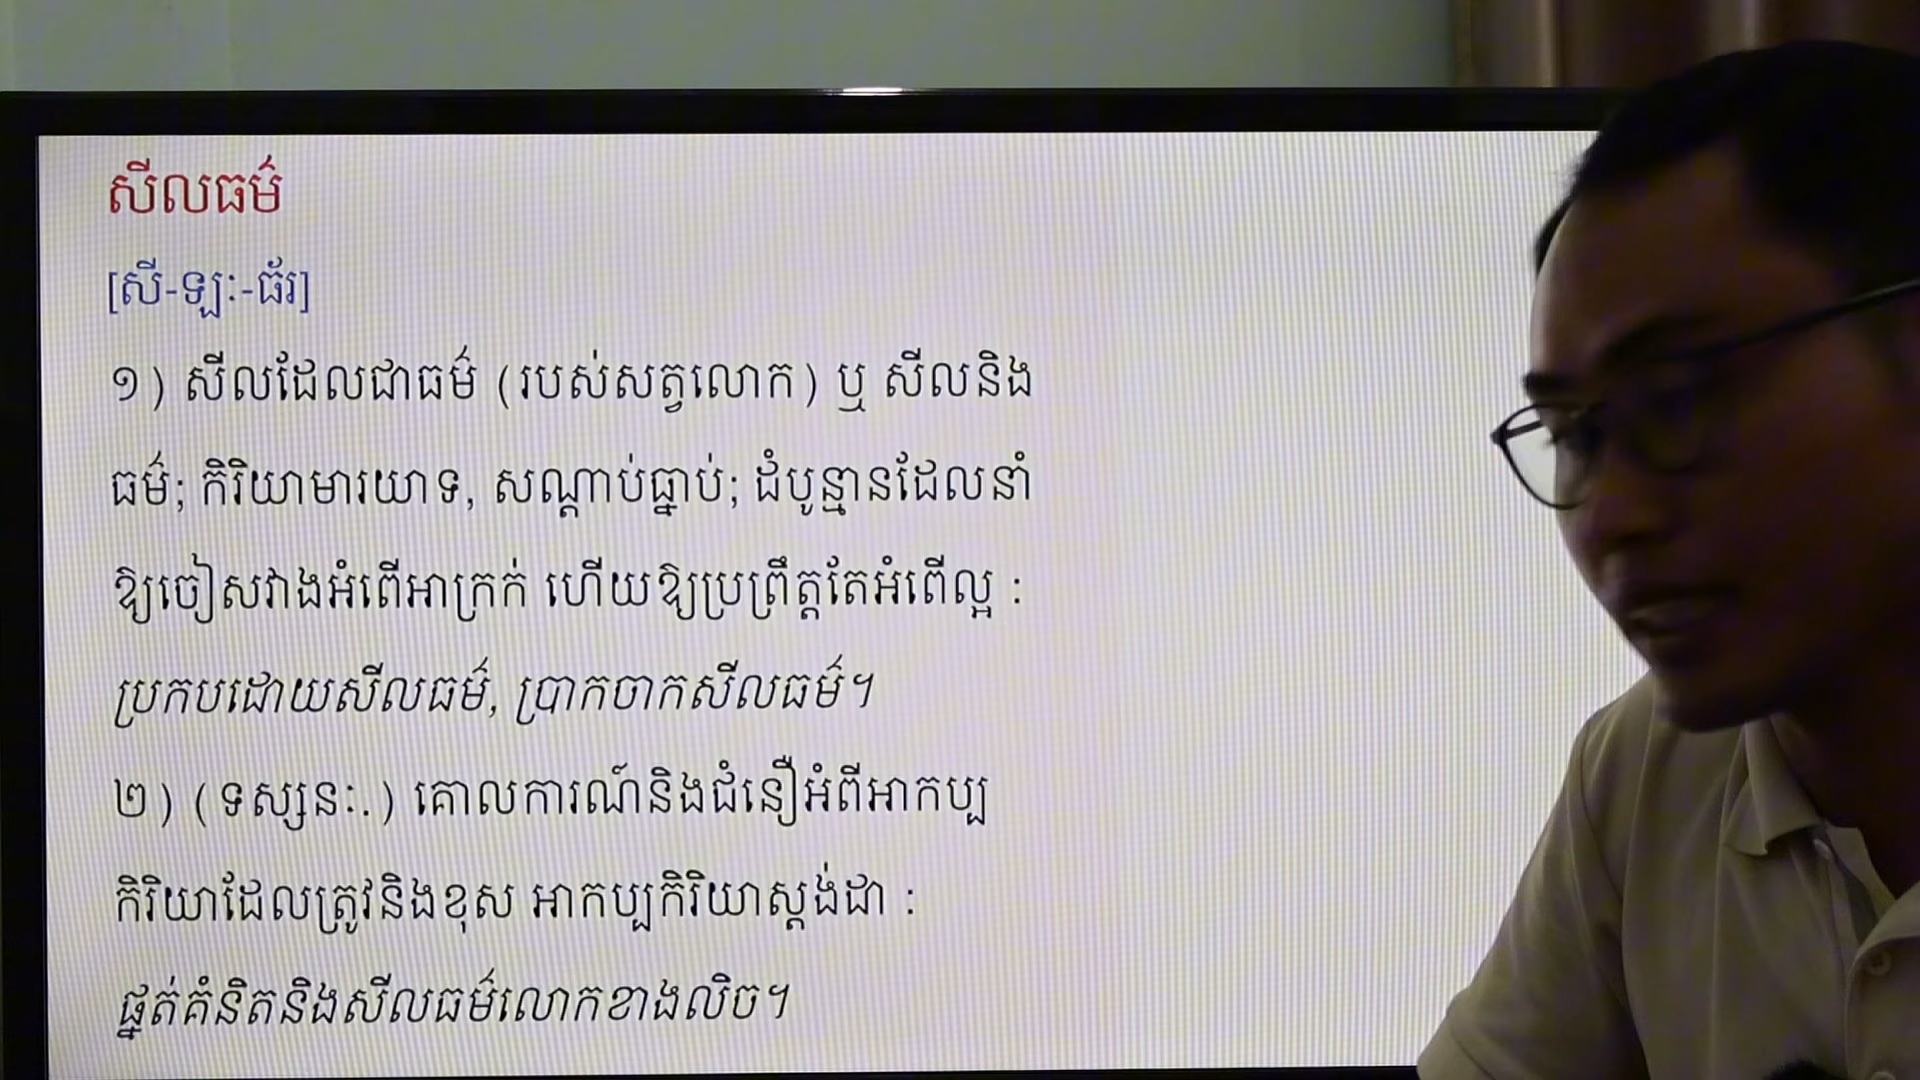 សីលធម៌
[សី-ឡៈ-ធ័រ]
១) សីលដែលជាធម៌ (របស់សត្វលោក) ឬ សីលនិង
ធម៌; កិរិយាមារយាទ, សណ្ដាប់ធ្នាប់; ដំបូន្មានដែលនាំ
ឱ្យចៀសវាងអំពើអាក្រក់ ហើយឱ្យប្រព្រឹត្តតែអំពើល្អ :
ប្រកបដោយសីលធម៌, ប្រាកចាកសីលធម៌។
២) (ទស្សនៈ.) គោលការណ៍និងជំនឿអំពីអាកប្ប
កិរិយាដែលត្រូវនិងខុស អាកប្បកិរិយាស្តង់ដា :
ផ្នត់គំនិតនិងសីលធម៌លោកខាងលិច។